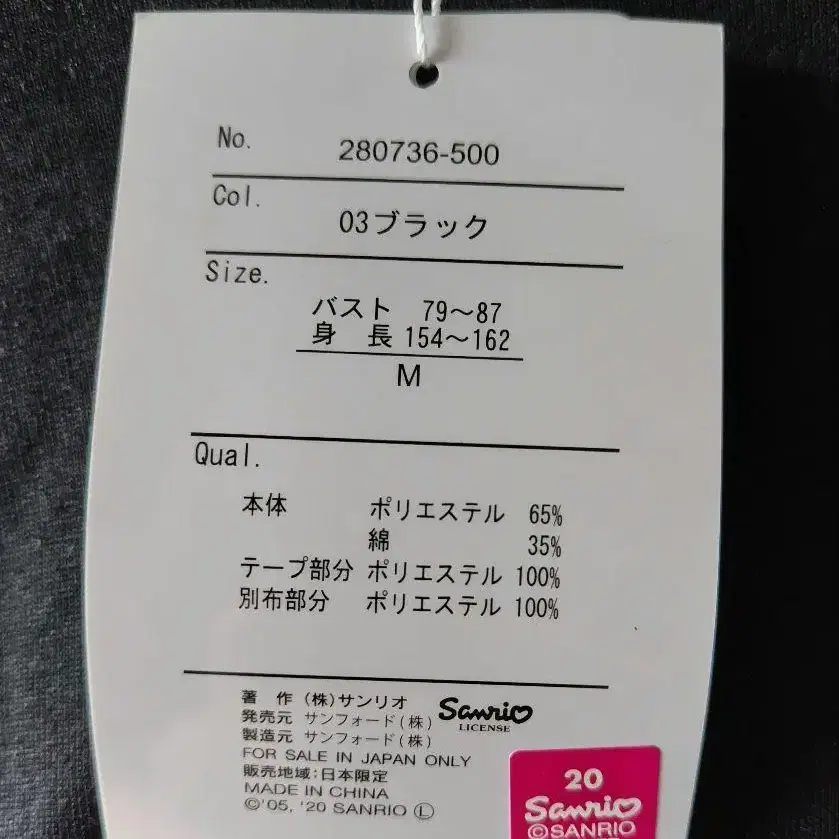 No. 280736-500
Col. 03ブラック
Size.
バスト 79〜87
身 長 154〜162
M
Qual.
本体 ポリエステル 65%
綿 35%
テープ部分 ポリエステル 100%
別布部分 ポリエステル 100%
著 作 (株)サンリオ
発売元 サンフォード(株)
製造元 サンフォード(株)
Sanrio
LICENSE
FOR SALE IN JAPAN ONLY
販売地域:日本限定
MADE IN CHINA
©'05, '20 SANRIO Ⓛ
20
Sanrio
©SANRIO